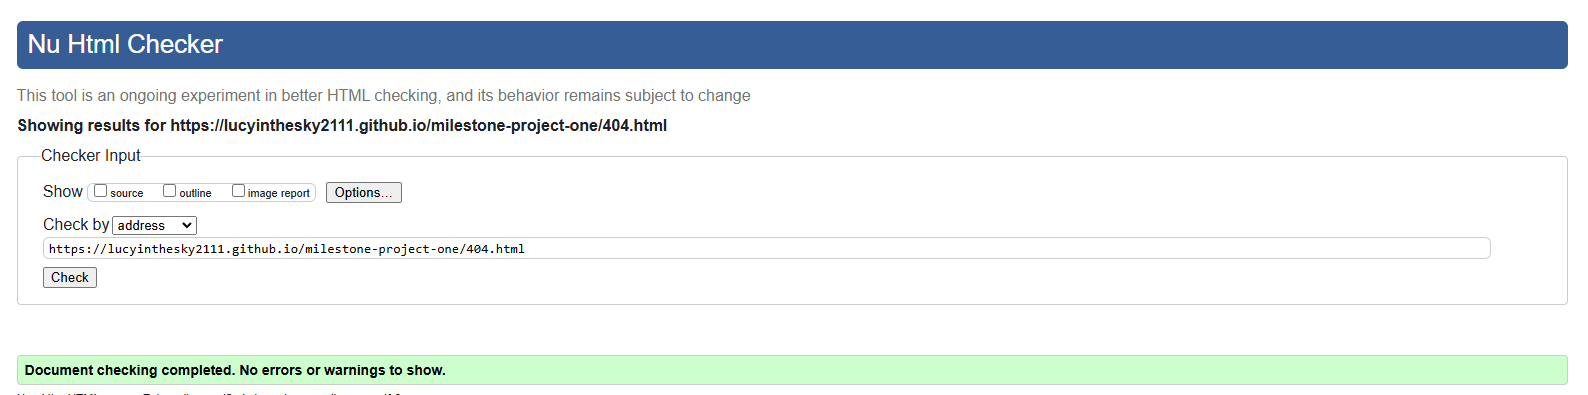 Nu Html Checker
This tool is an ongoing experiment in better HTML checking, and its behavior remains subject to change
Showing results for https://lucyinthesky2111.github.io/milestone-project-one/404.html
Checker Input
Show source outline image report Options...
Check by address
https://lucyinthesky2111.github.io/milestone-project-one/404.html
Check
Document checking completed. No errors or warnings to show.